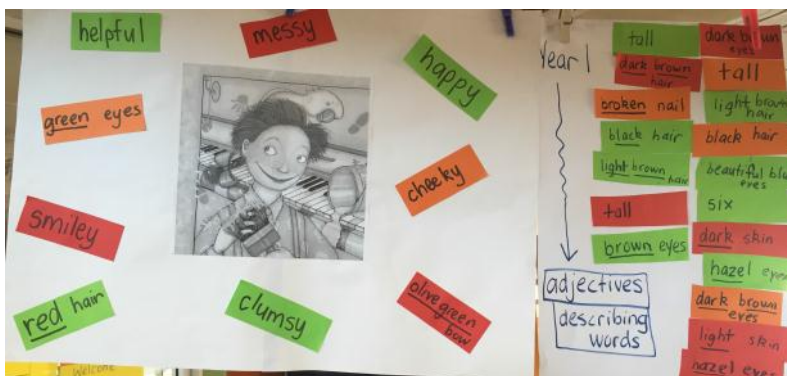 helpful
messy
happy
green eyes
cheeky
smiley
red hair
clumsy
olive green
bow
Year 1
adjectives
describing
words
tall
dark brown
hair
broken nail
black hair
light brown
hair
tall
brown eyes
dark brown
eyes
tall
light brown
hair
black hair
beautiful blu
eyes
six
dark skin
hazel eyes
dark brown
eyes
light skin
hazel eyes
Welcome